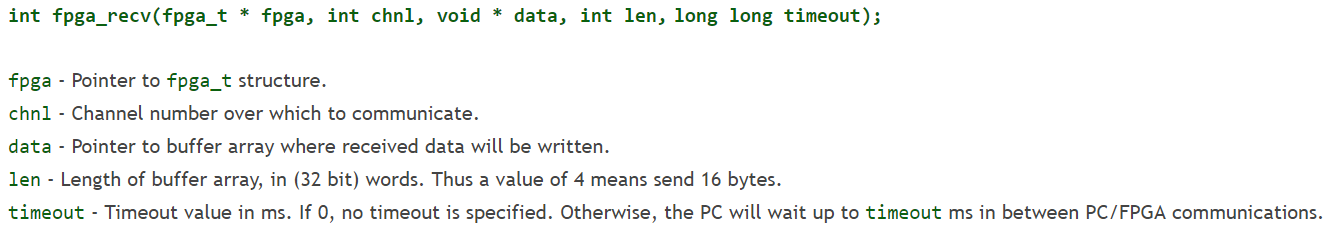 int fpga_recv(fpga_t * fpga, int chnl, void * data, int len, long long timeout);
fpga - Pointer to fpga_t structure.
chnl - Channel number over which to communicate.
data - Pointer to buffer array where received data will be written.
len - Length of buffer array, in (32 bit) words. Thus a value of 4 means send 16 bytes.
timeout - Timeout value in ms. If 0, no timeout is specified. Otherwise, the PC will wait up to timeout ms in between PC/FPGA communications.